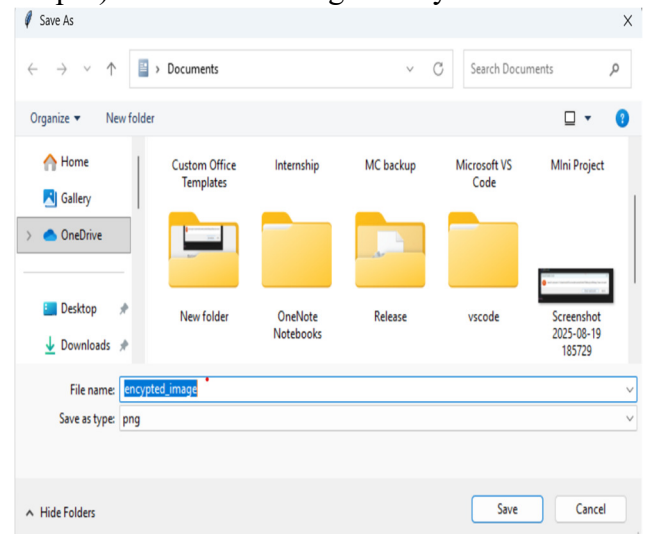 Save As
Documents
Search Documents
Organize
New folder
Home
Gallery
OneDrive
Desktop
Downloads
Custom Office
Templates
Internship
MC backup
Microsoft VS
Code
MIni Project
New folder
OneNote
Notebooks
Release
vscode
Screenshot
2025-08-19
185729
File name: encypted_image
Save as type: png
Hide Folders
Save
Cancel